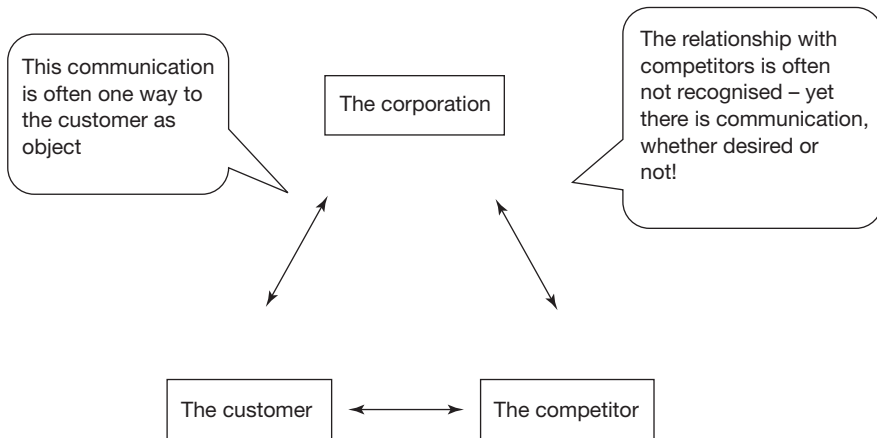 This communication
is often one way to
the customer as
object
The corporation
The relationship with
competitors is often
not recognised – yet
there is communication,
whether desired or
not!
The customer
The competitor